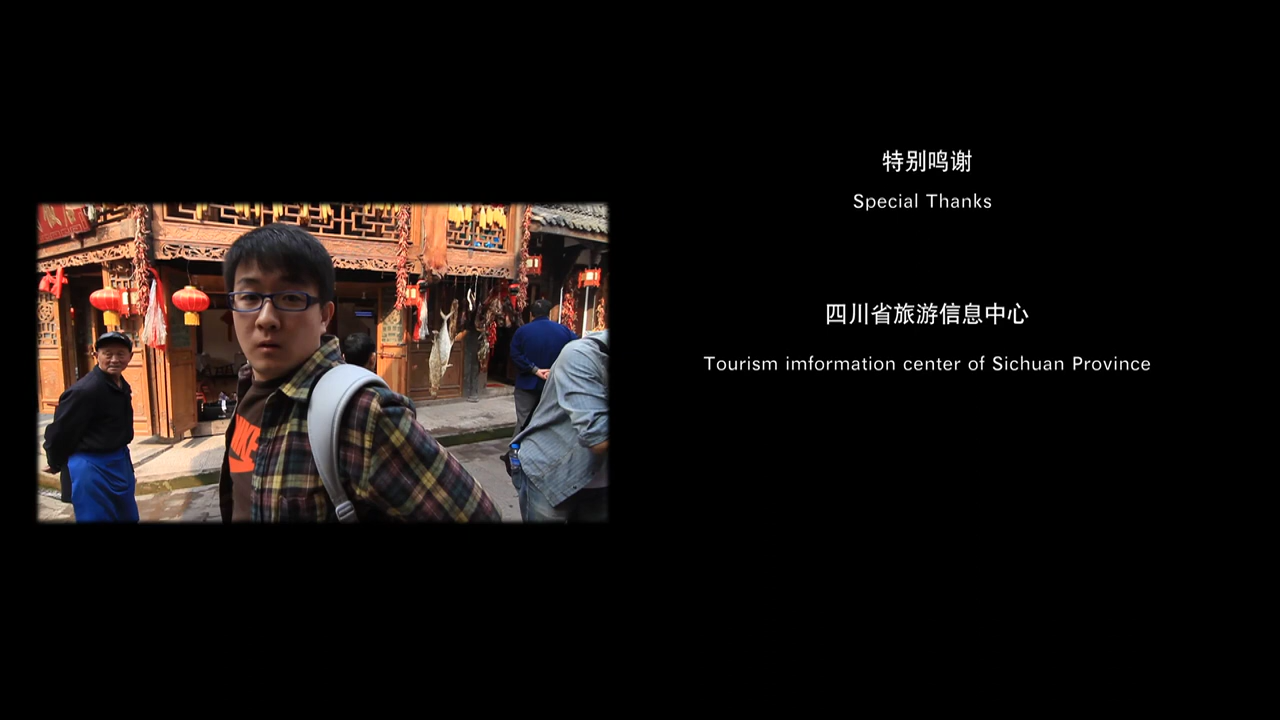 特别鸣谢
Special Thanks
四川省旅游信息中心
Tourism imformation center of Sichuan Province